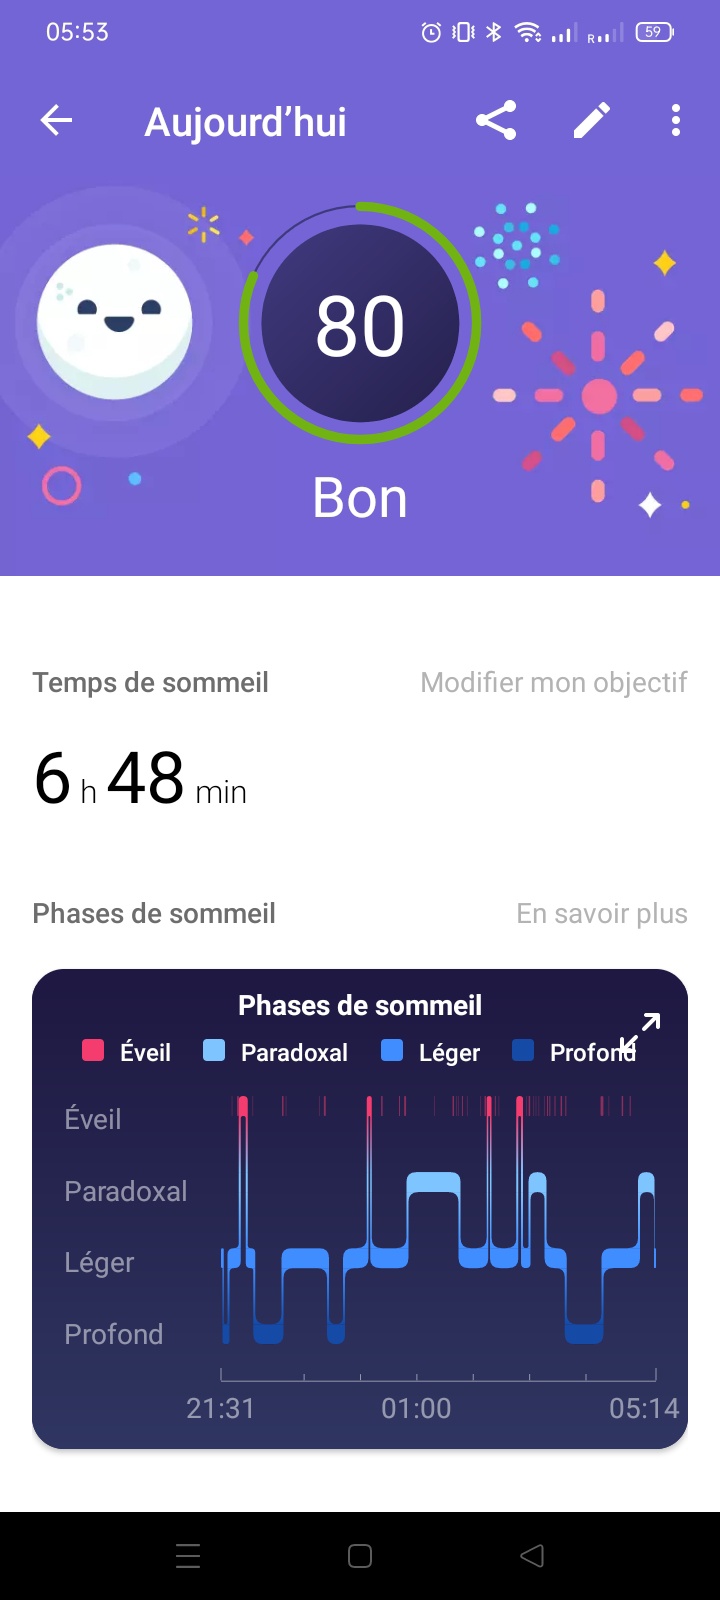 05:53 R 59
Aujourd’hui
80
Bon
Temps de sommeil Modifier mon objectif
6 h 48 min
Phases de sommeil En savoir plus
Phases de sommeil
Éveil Paradoxal Léger Profond
Éveil
Paradoxal
Léger
Profond
21:31 01:00 05:14